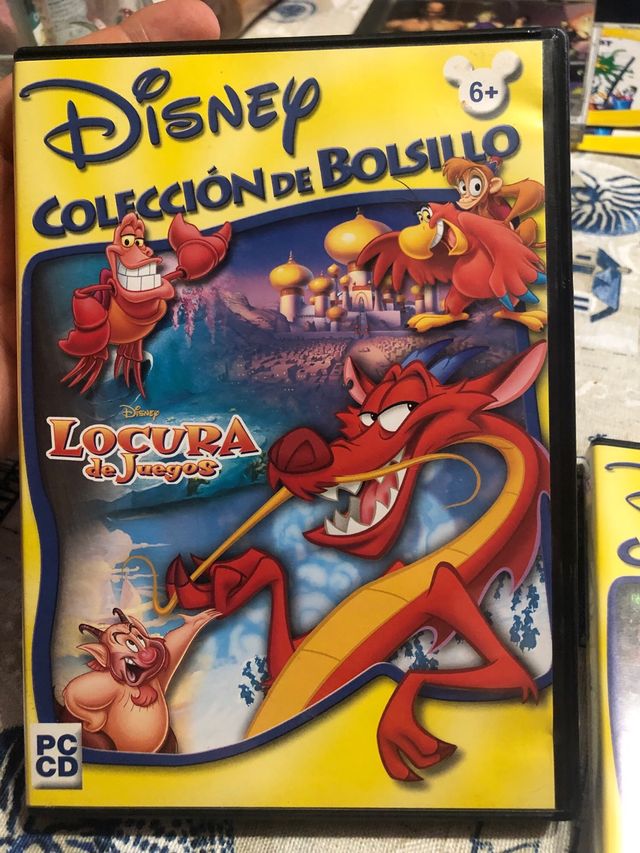 DISNEY
6+
COLECCIÓN DE BOLSILLO
DISNEY
LOCURA
de Juegos
PC
CD